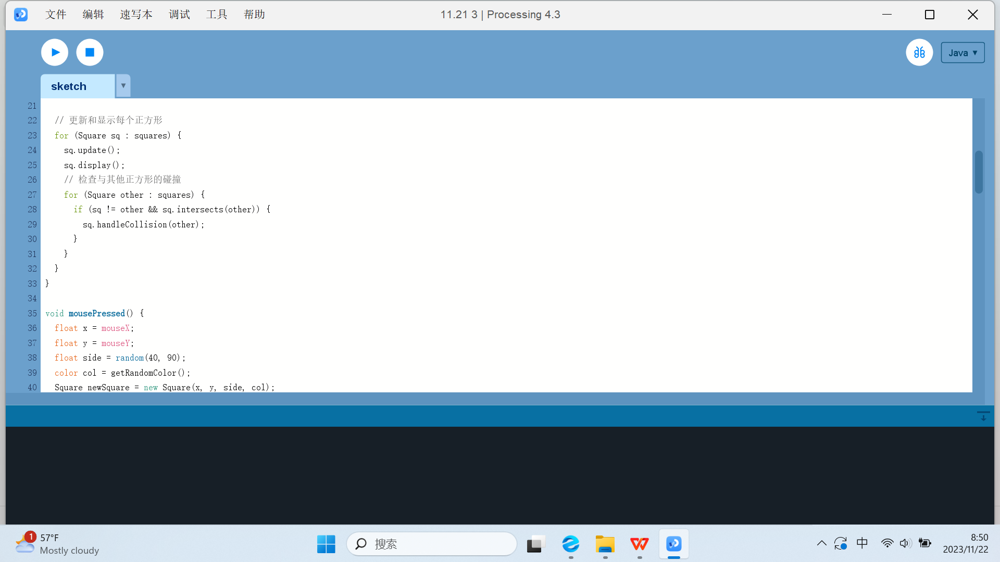 文件 编辑 速写本 调试 工具 帮助 11.21 3 | Processing 4.3
Java ▼
sketch ▼
21
22 // 更新和显示每个正方形
23 for (Square sq : squares) {
24 sq.update();
25 sq.display();
26 // 检查与其他正方形的碰撞
27 for (Square other : squares) {
28 if (sq != other && sq.intersects(other)) {
29 sq.handleCollision(other);
30 }
31 }
32 }
33 }
34
35 void mousePressed() {
36 float x = mouseX;
37 float y = mouseY;
38 float side = random(40, 90);
39 color col = getRandomColor();
40 Square newSquare = new Square(x, y, side, col);
1 57°F
Mostly cloudy
搜索
中
8:50
2023/11/22